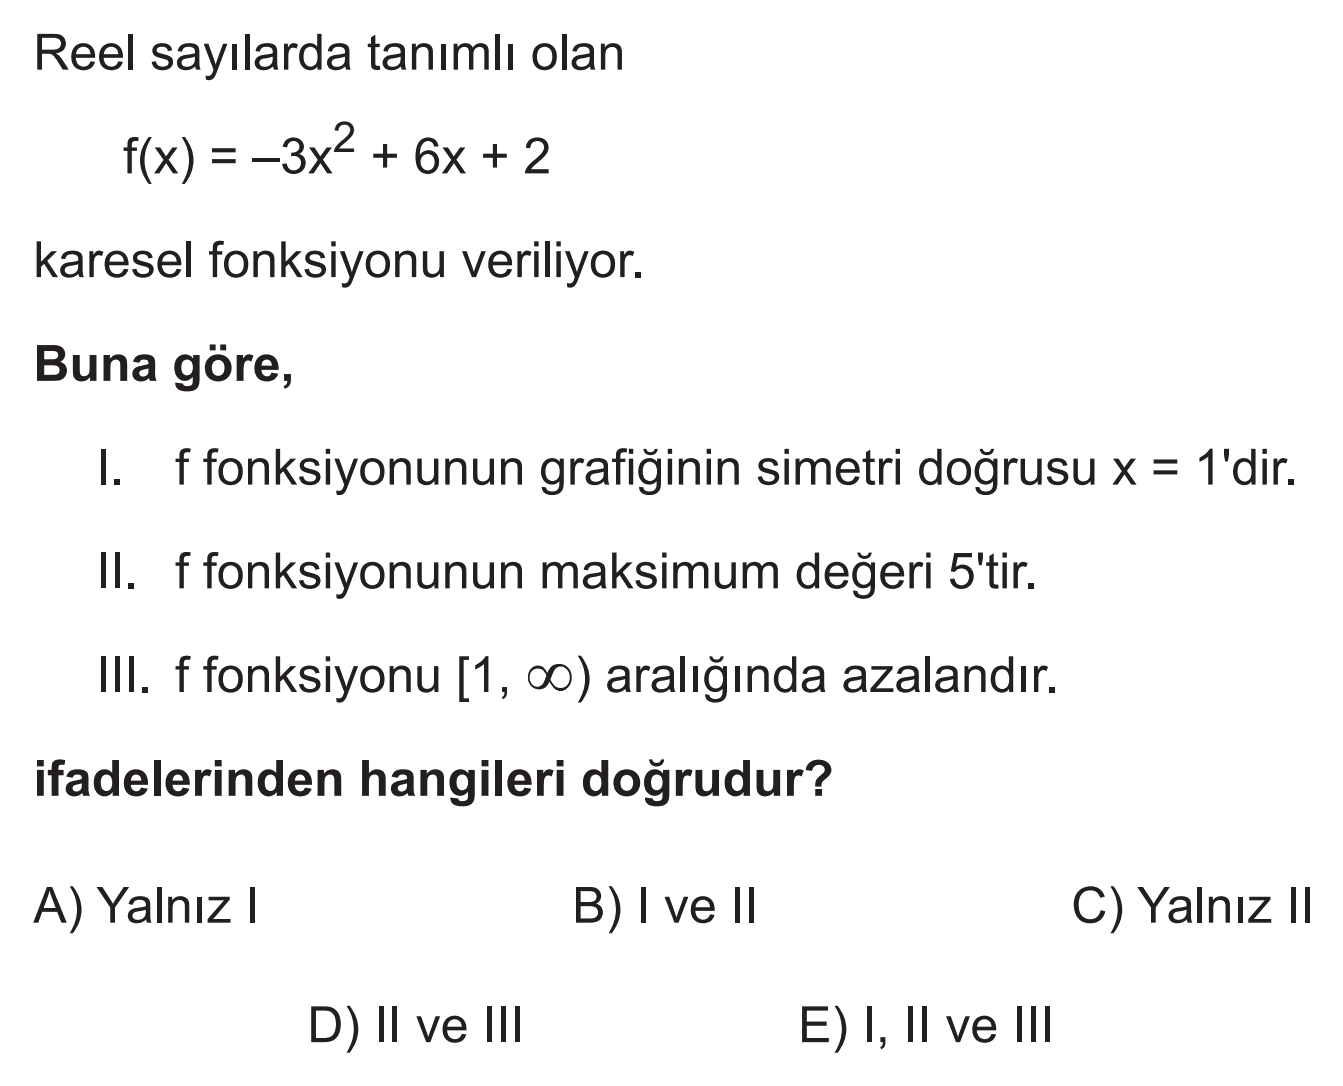 Reel sayılarda tanımlı olan
f(x) = –3x² + 6x + 2
karesel fonksiyonu veriliyor.
Buna göre,
I. f fonksiyonunun grafiğinin simetri doğrusu x = 1'dir.
II. f fonksiyonunun maksimum değeri 5'tir.
III. f fonksiyonu [1, ∞) aralığında azalandır.
ifadelerinden hangileri doğrudur?
A) Yalnız I B) I ve II C) Yalnız II
D) II ve III E) I, II ve III